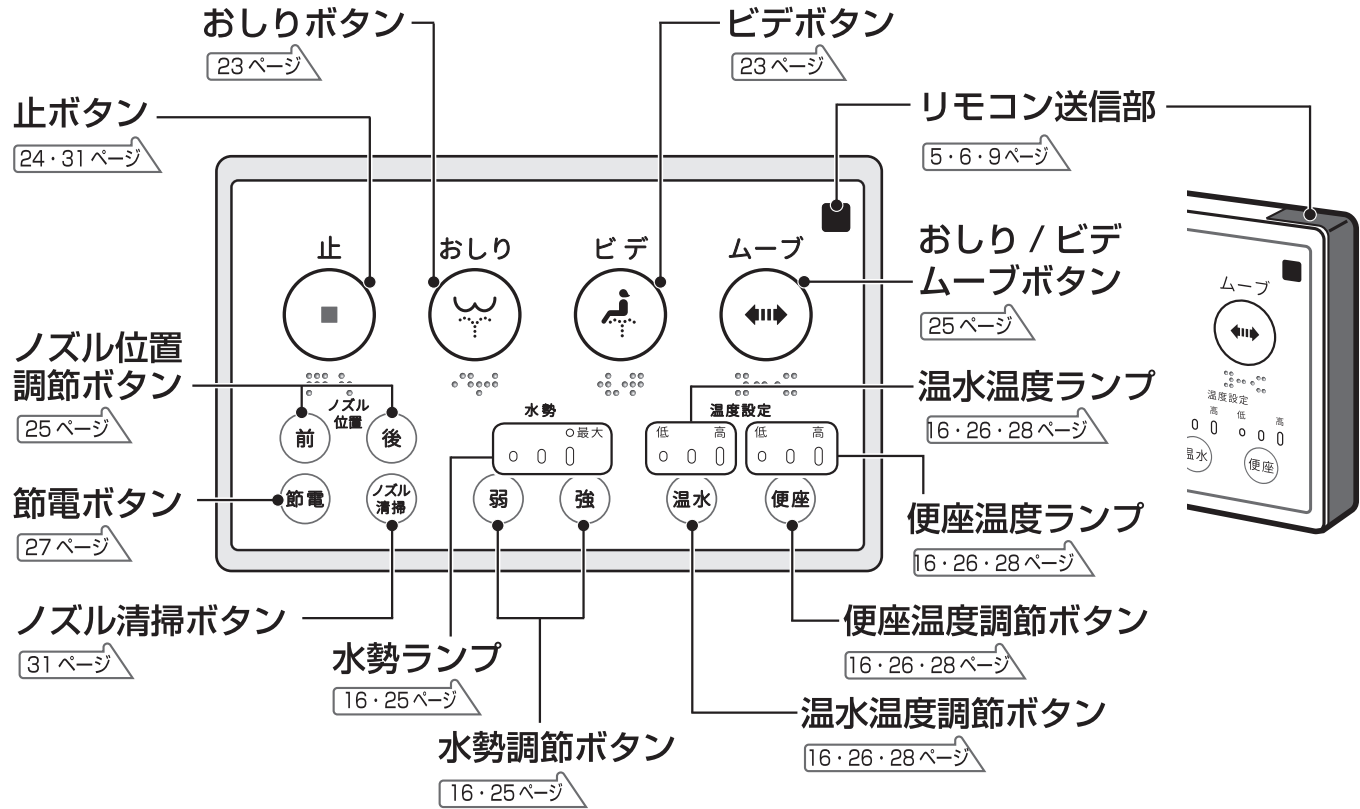 おしりボタン
23ページ
ビデボタン
23ページ
止ボタン
24・31ページ
リモコン送信部
5・6・9ページ
止
おしり
ビデ
ムーブ
おしり / ビデ
ムーブボタン
25ページ
ムーブ
ノズル位置
調節ボタン
25ページ
ノズル
位置
前
後
水勢
最大
温度設定
低 高
低 高
温水温度ランプ
16・26・28ページ
温度設定
高 低 高
温水
便座
節電ボタン
27ページ
節電
ノズル
清掃
弱
強
温水
便座
便座温度ランプ
16・26・28ページ
ノズル清掃ボタン
31ページ
水勢ランプ
16・25ページ
便座温度調節ボタン
16・26・28ページ
水勢調節ボタン
16・25ページ
温水温度調節ボタン
16・26・28ページ